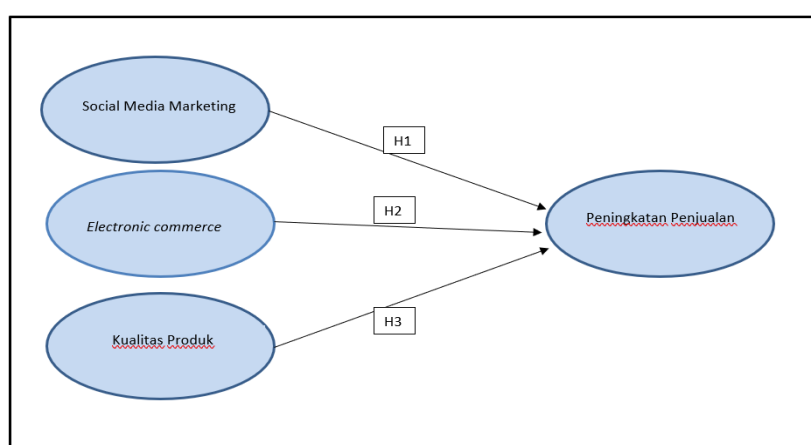 Social Media Marketing
H1
Electronic commerce
H2
Peningkatan Penjualan
Kualitas Produk
H3